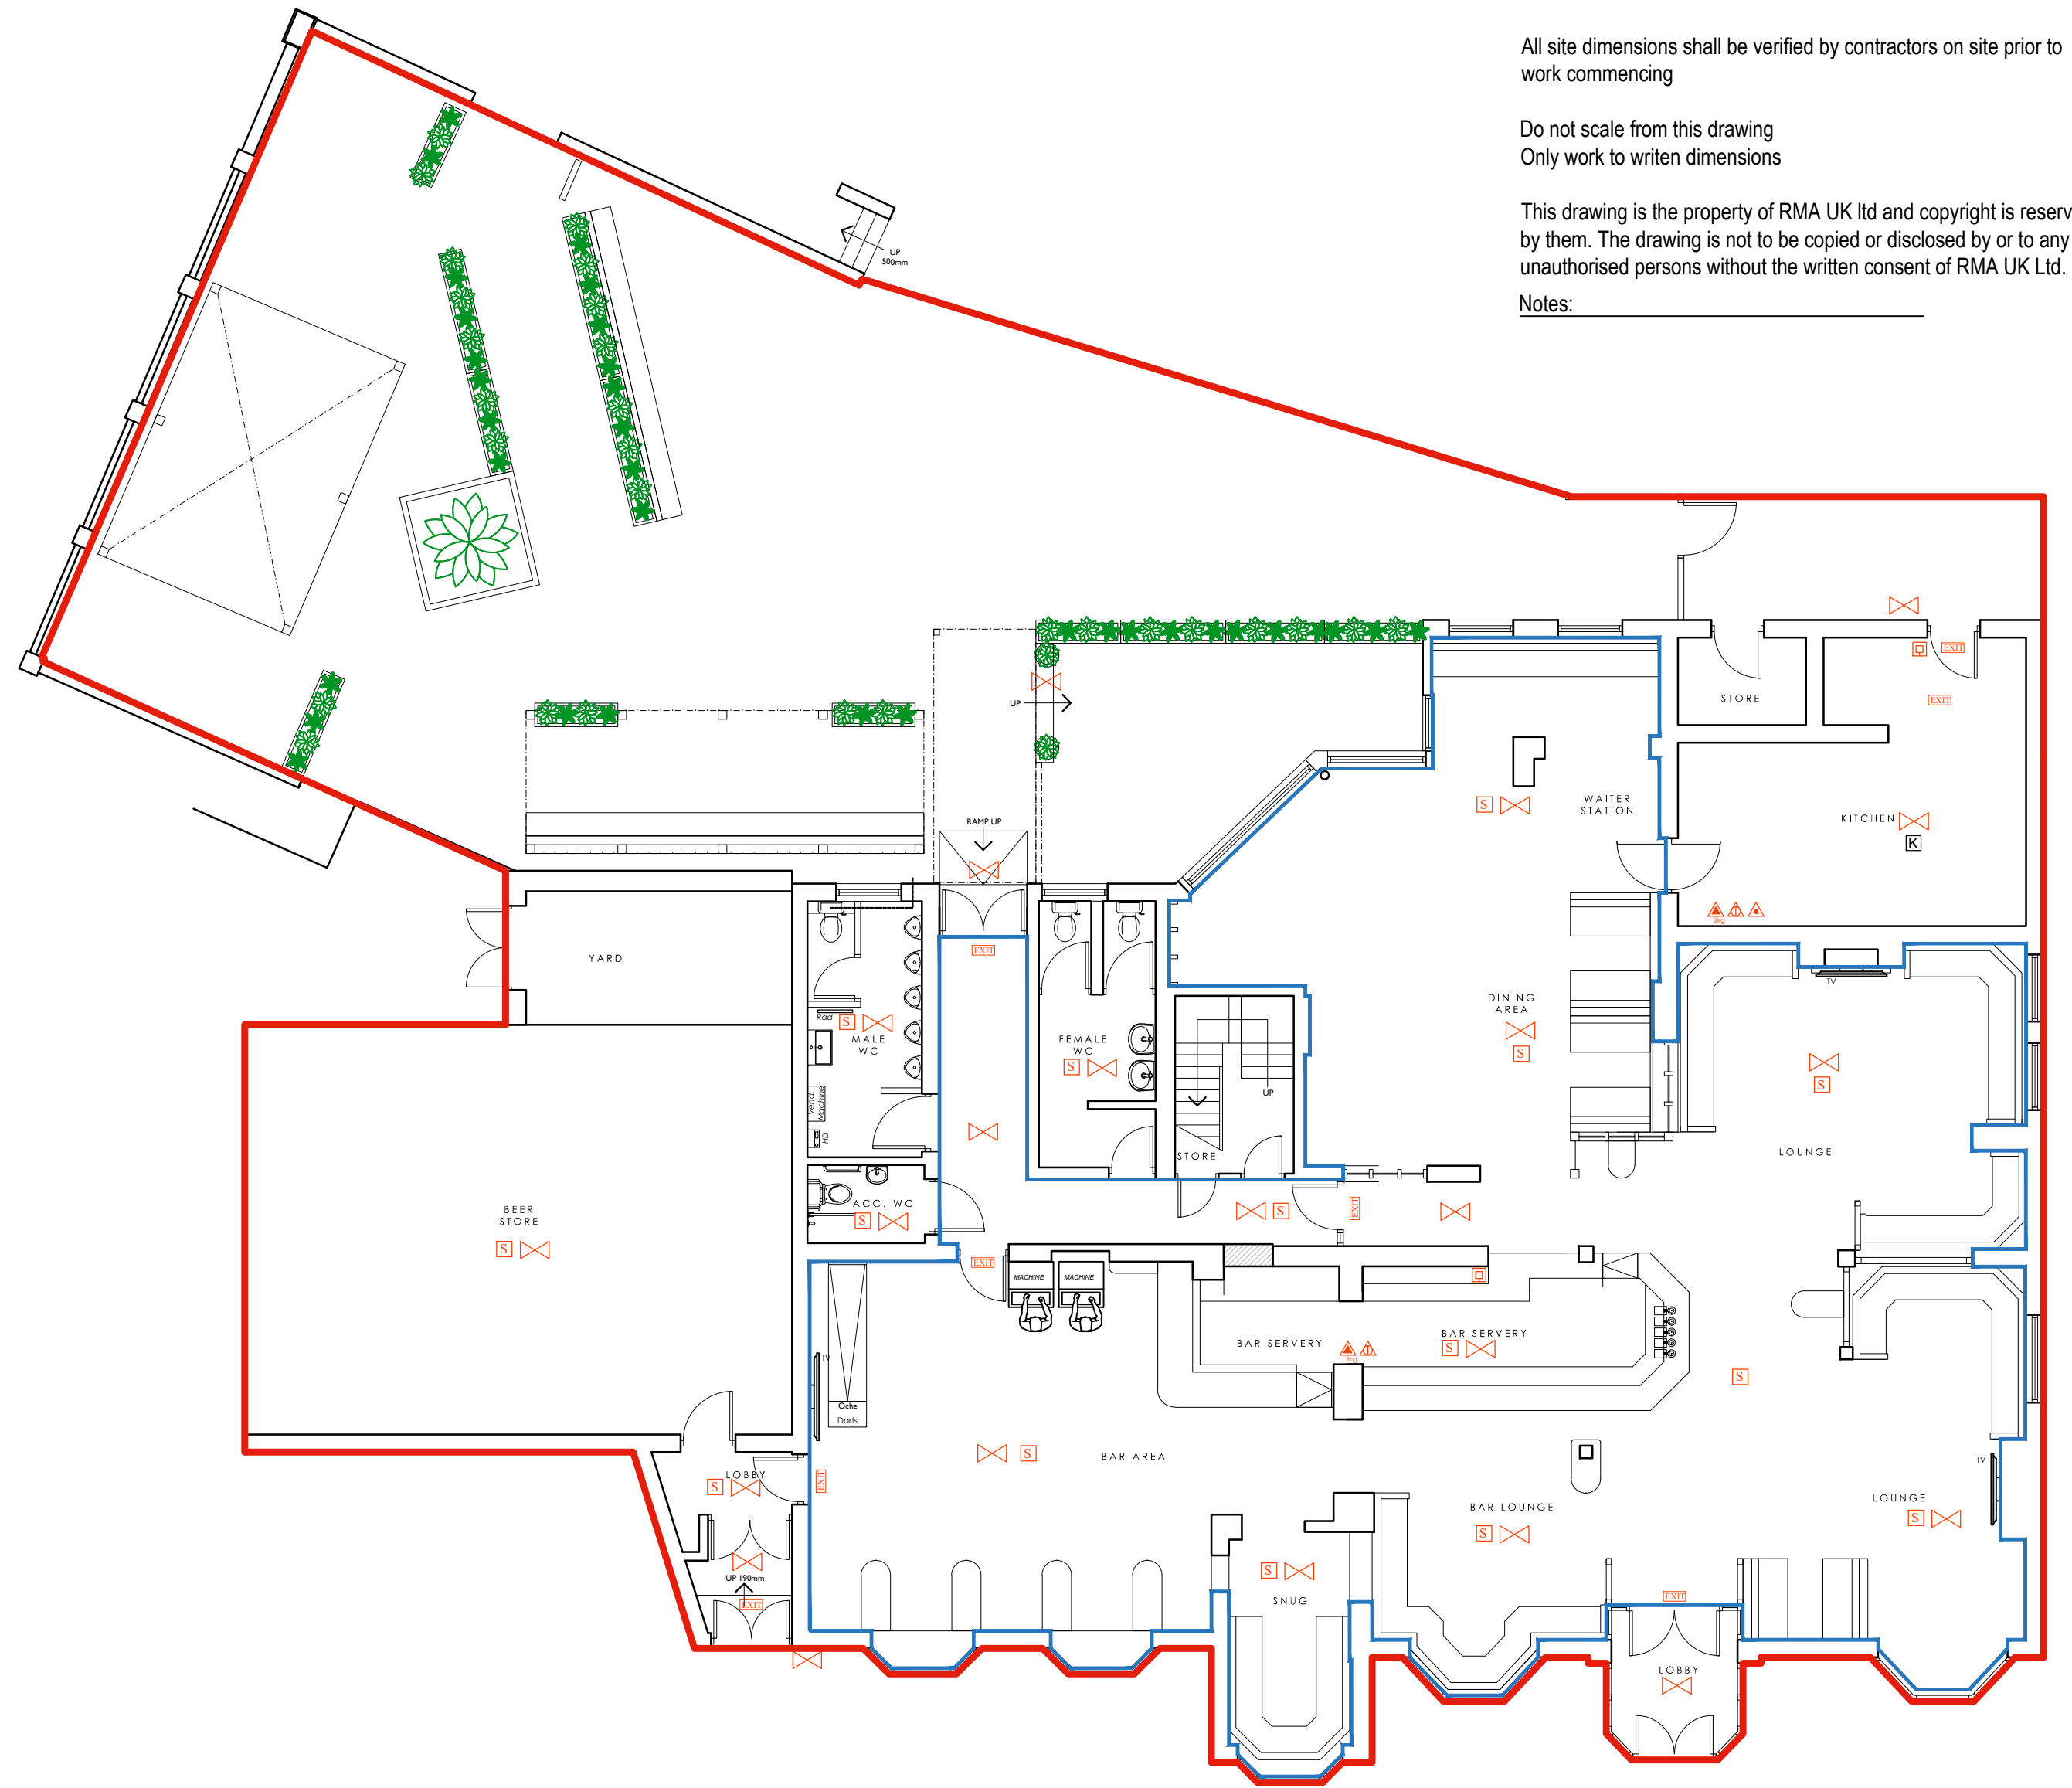 All site dimensions shall be verified by contractors on site prior to
work commencing
Do not scale from this drawing
Only work to writen dimensions
This drawing is the property of RMA UK ltd and copyright is reserv
by them. The drawing is not to be copied or disclosed by or to any
unauthorised persons without the written consent of RMA UK Ltd.
Notes:
UP
500mm
EXIT
STORE
EXIT
UP
WAITER
STATION
S
KITCHEN
K
RAMP UP
2kg
EXIT
YARD
TV
DINING
AREA
S
Rad
S
MALE
WC
FEMALE
WC
S
S
UP
Vend.
Machine
HD
STORE
LOUNGE
ACC. WC
S
EXIT
S
BEER
STORE
S
EXIT
MACHINE
MACHINE
BAR SERVERY
BAR SERVERY
S
2kg
TV
S
Oche
Darts
S
BAR AREA
TV
LOBBY
S
EXIT
LOUNGE
BAR LOUNGE
S
S
UP 190mm
EXIT
S
SNUG
EXIT
LOBBY